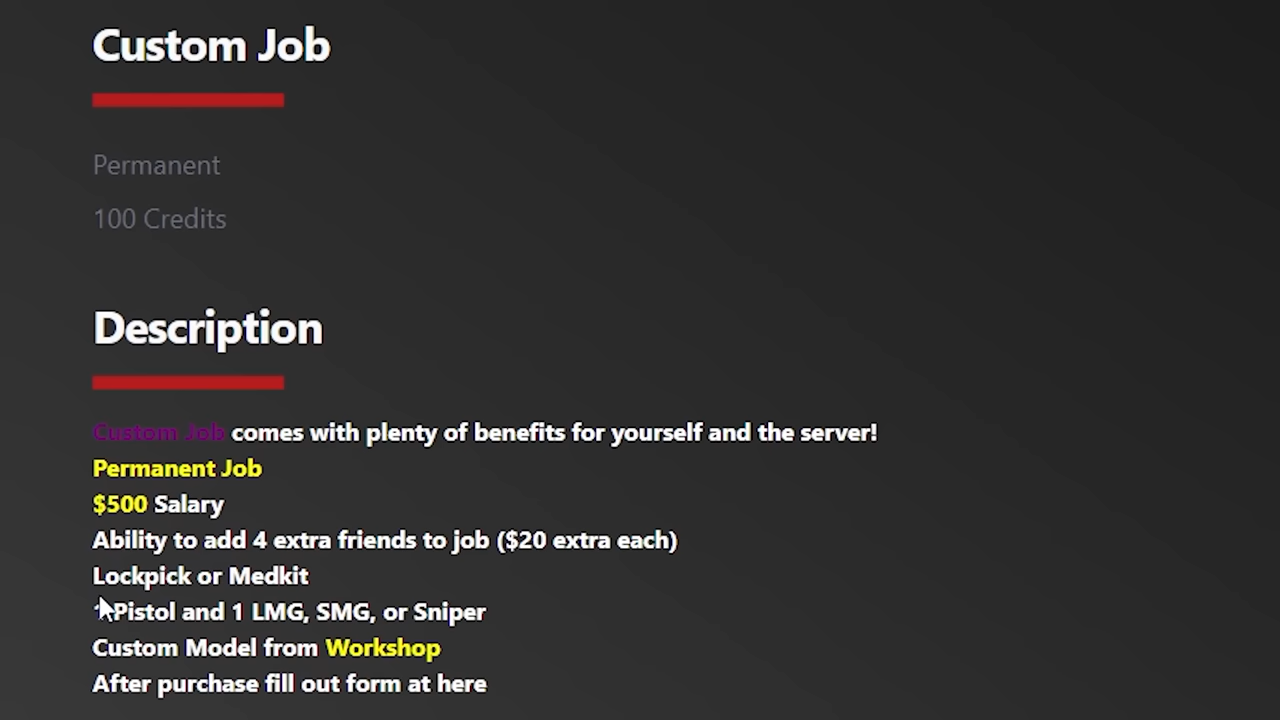 Custom Job
Permanent
100 Credits
Description
Custom Job comes with plenty of benefits for yourself and the server!
Permanent Job
$500 Salary
Ability to add 4 extra friends to job ($20 extra each)
Lockpick or Medkit
Pistol and 1 LMG, SMG, or Sniper
Custom Model from Workshop
After purchase fill out form at here